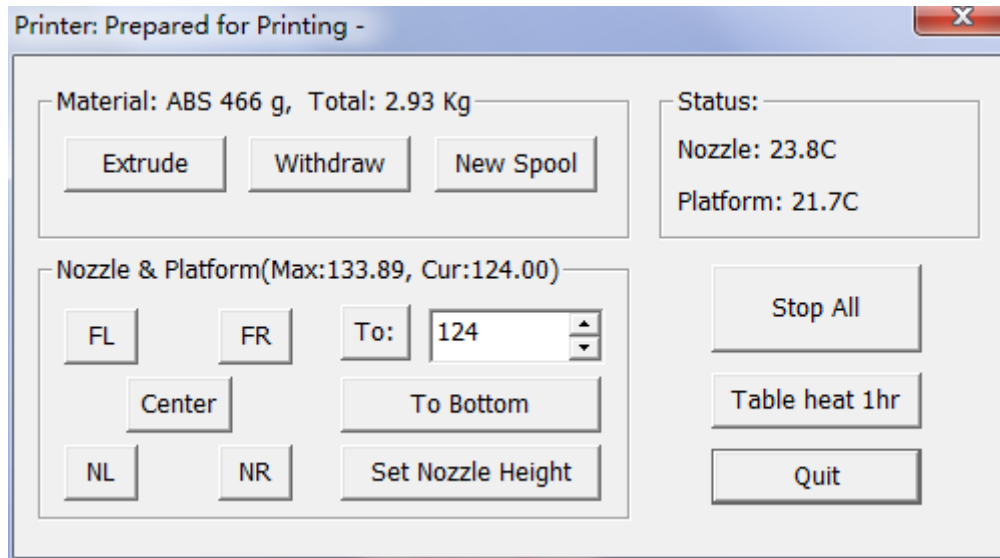 Printer: Prepared for Printing -
Material: ABS 466 g, Total: 2.93 Kg
Extrude Withdraw New Spool
Status:
Nozzle: 23.8C
Platform: 21.7C
Nozzle & Platform(Max:133.89, Cur:124.00)
FL FR To: 124
Center To Bottom
NL NR Set Nozzle Height
Stop All
Table heat 1hr
Quit